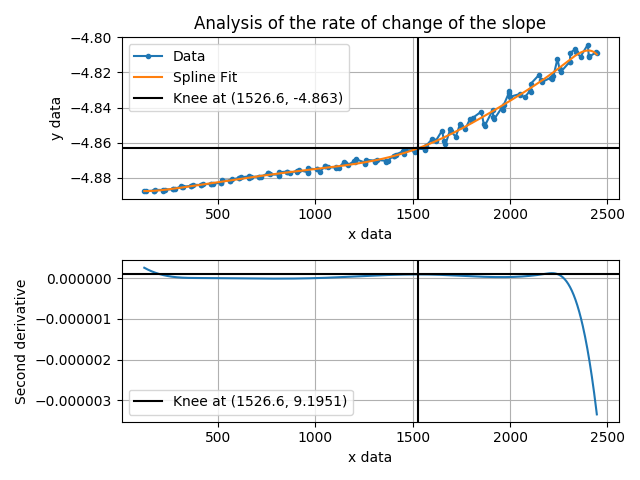 Analysis of the rate of change of the slope
−4.80
−4.82
−4.84
−4.86
−4.88
y data
Data
Spline Fit
Knee at (1526.6, -4.863)
500
1000
1500
2000
2500
x data
0.000000
−0.000001
−0.000002
−0.000003
Second derivative
Knee at (1526.6, 9.1951)
500
1000
1500
2000
2500
x data